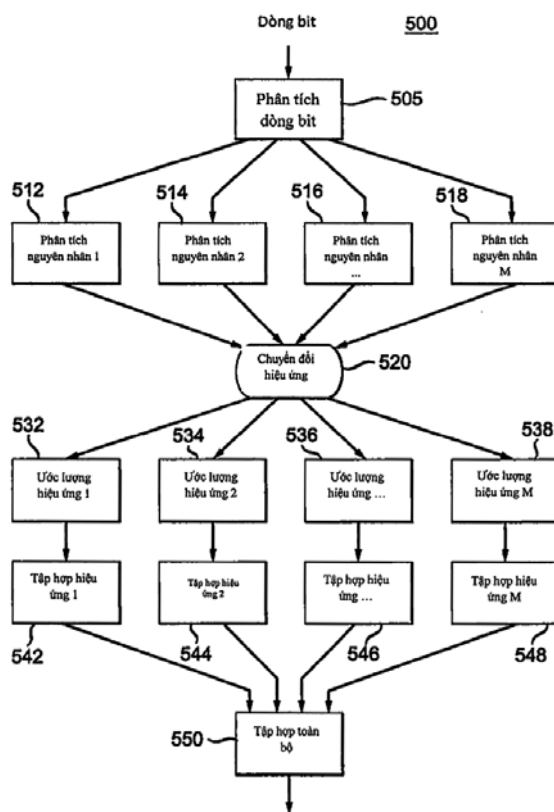 Dòng bit
500
Phân tích
dòng bit
505
512
514
516
518
Phân tích
nguyên nhân 1
Phân tích
nguyên nhân 2
Phân tích
nguyên nhân
...
Phân tích
nguyên nhân
M
Chuyển đổi
hiệu ứng
520
532
534
536
538
Ước lượng
hiệu ứng 1
Ước lượng
hiệu ứng 2
Ước lượng
hiệu ứng ...
Ước lượng
hiệu ứng M
Tập hợp hiệu
ứng 1
Tập hợp hiệu
ứng 2
Tập hợp hiệu
ứng ...
Tập hợp hiệu
ứng M
542
544
546
548
550
Tập hợp toàn
bộ